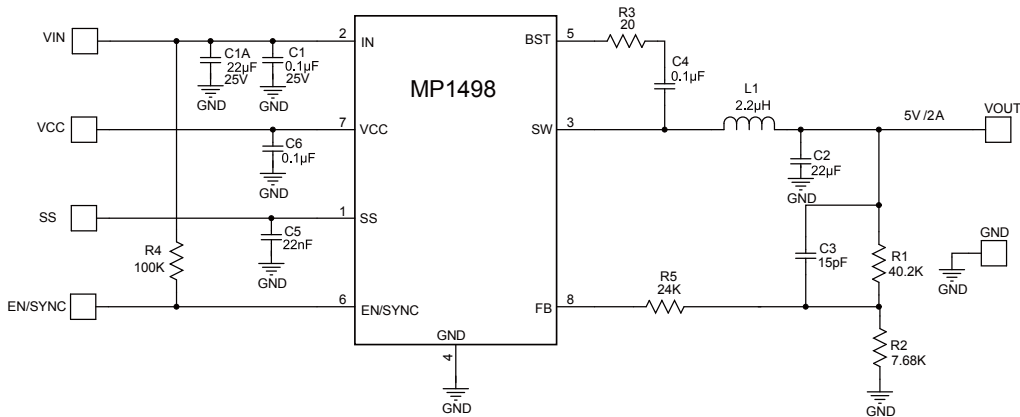 VIN
2
IN
C1A
22µF
25V
GND
C1
0.1µF
25V
GND
VCC
7
VCC
C6
0.1µF
GND
SS
1
SS
C5
22nF
GND
R4
100K
EN/SYNC
6
EN/SYNC
MP1498
GND
4
GND
BST
5
R3
20
C4
0.1µF
SW
3
L1
2.2µH
5V /2A
VOUT
C2
22µF
GND
C3
15pF
R1
40.2K
GND
GND
FB
8
R5
24K
R2
7.68K
GND